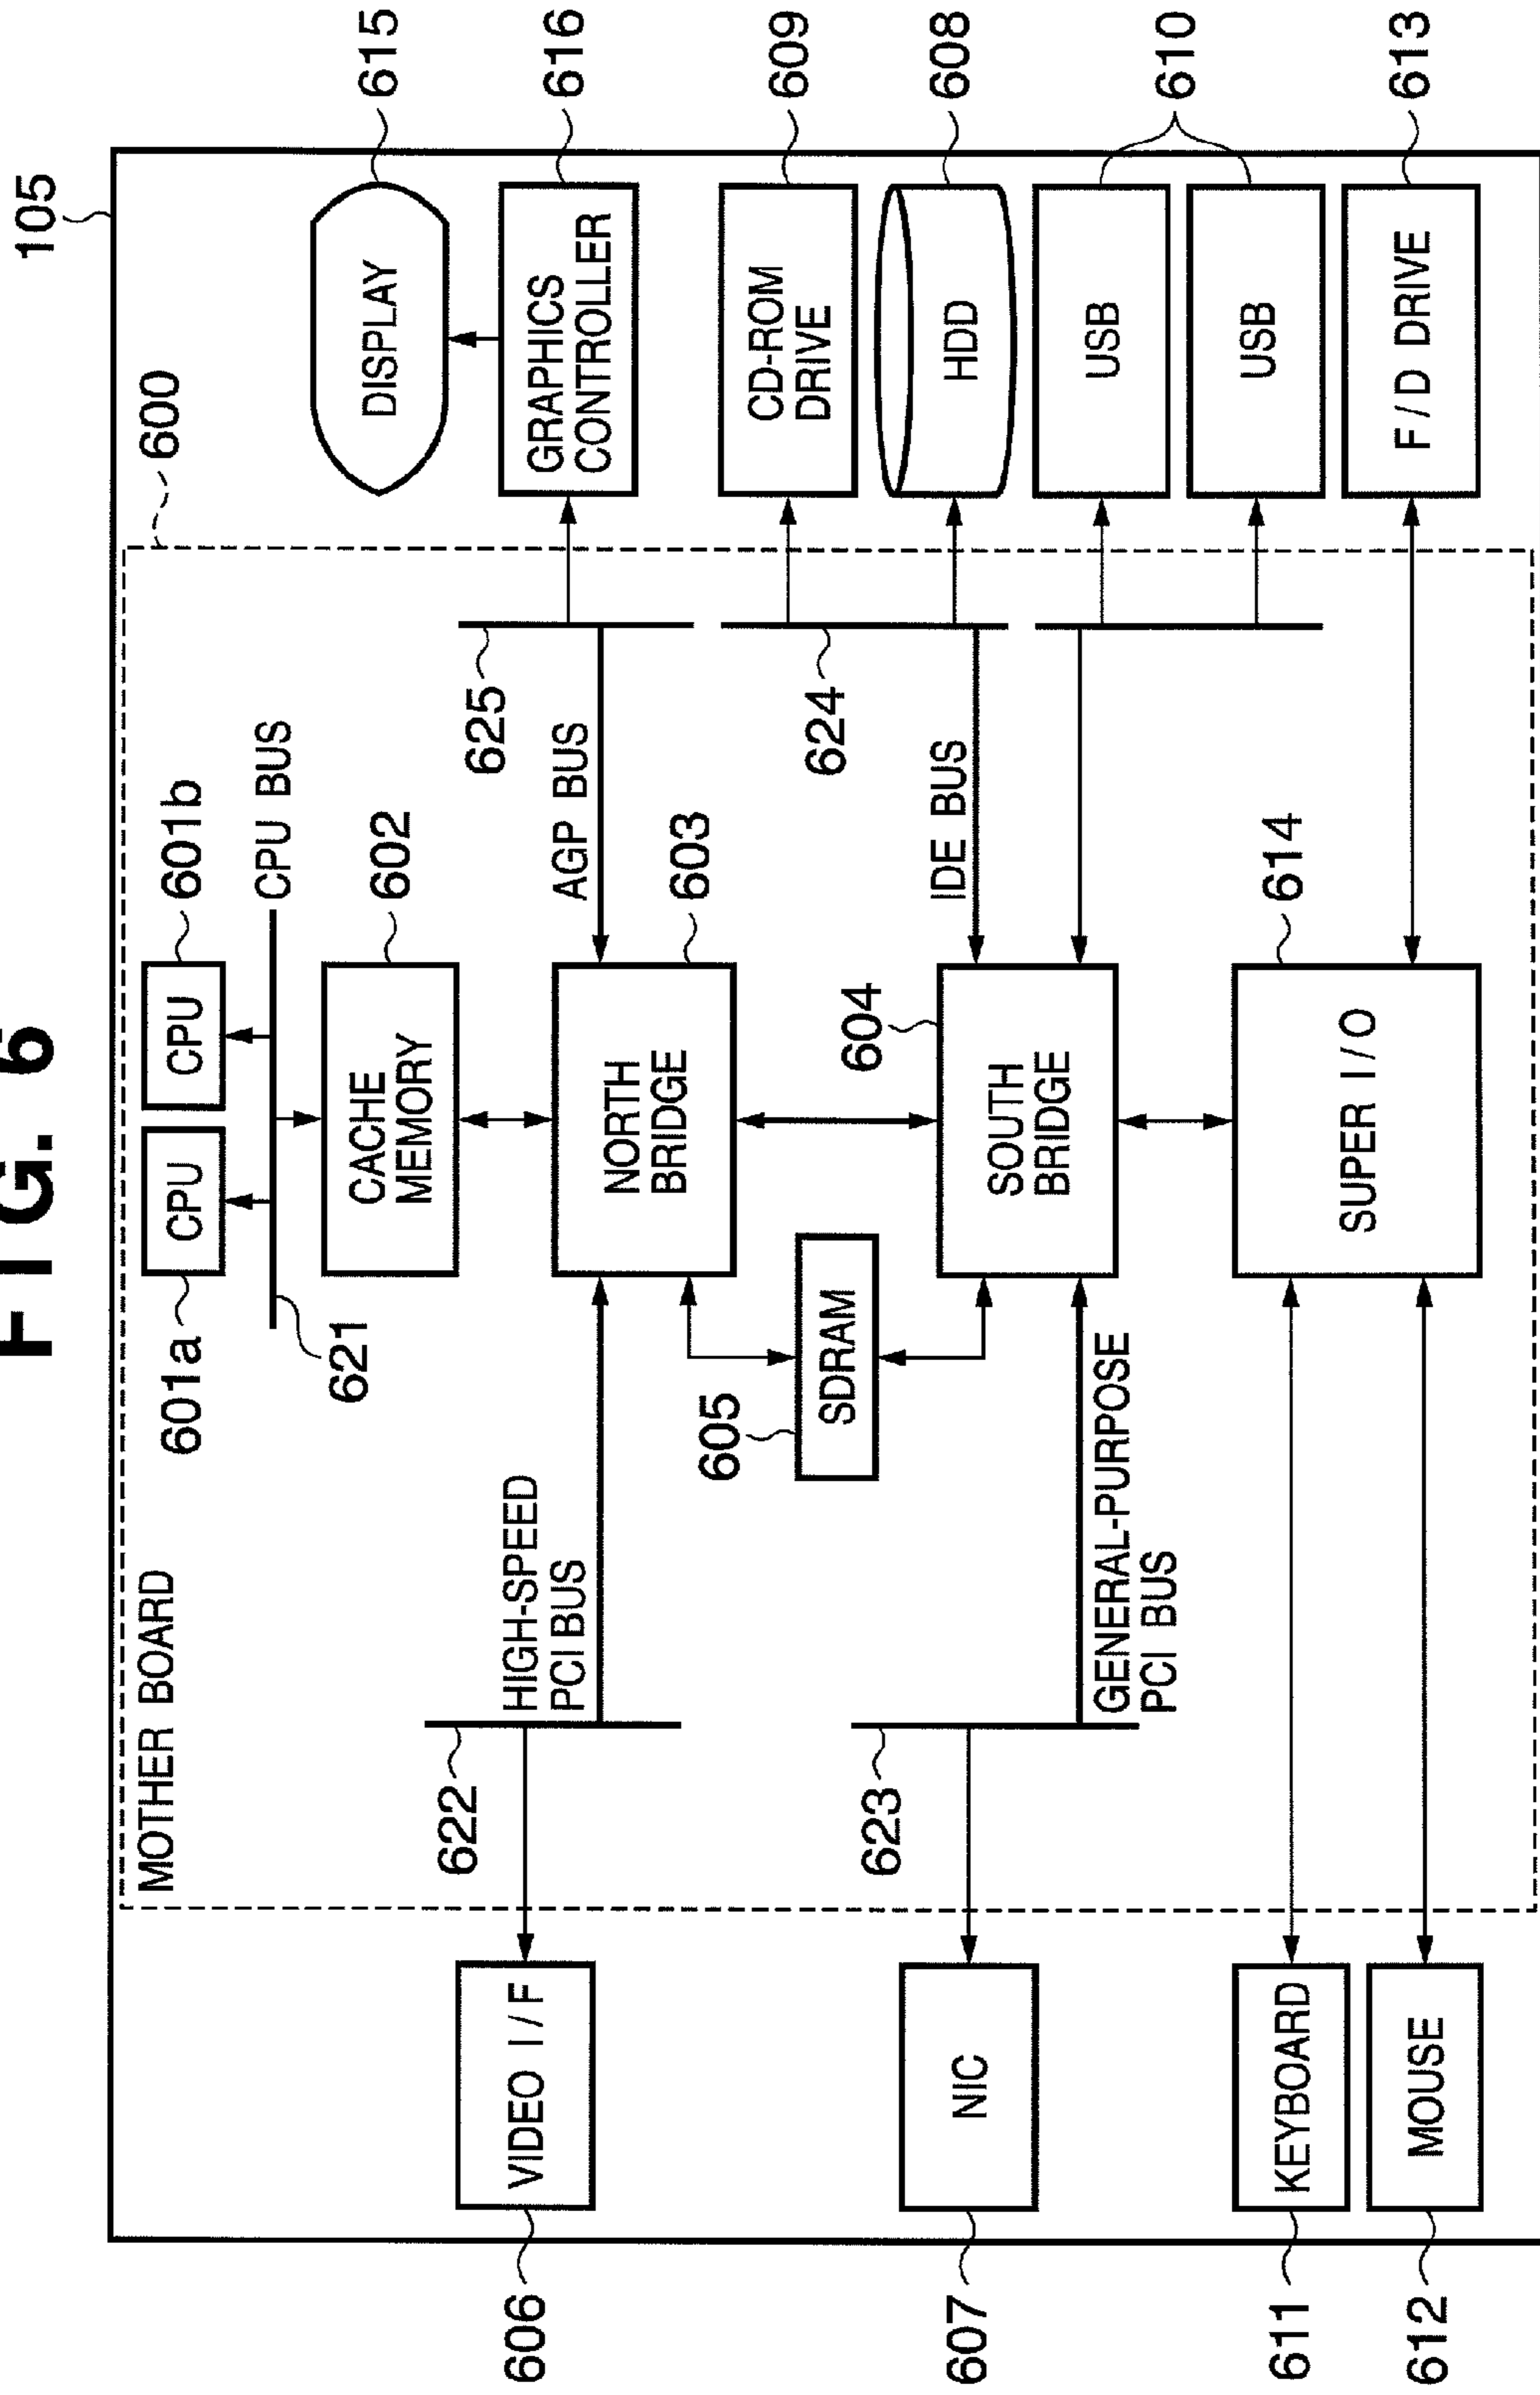 FIG. 6
105
MOTHER BOARD
600
601a
CPU
CPU
601b
CPU BUS
621
CACHE
MEMORY
602
DISPLAY
615
622
HIGH-SPEED
PCI BUS
NORTH
BRIDGE
603
AGP BUS
625
GRAPHICS
CONTROLLER
616
606
VIDEO I/F
605
SDRAM
604
624
CD-ROM
DRIVE
609
607
NIC
623
GENERAL-PURPOSE
PCI BUS
SOUTH
BRIDGE
IDE BUS
HDD
608
USB
USB
610
611
KEYBOARD
612
MOUSE
SUPER I/O
614
F/D DRIVE
613